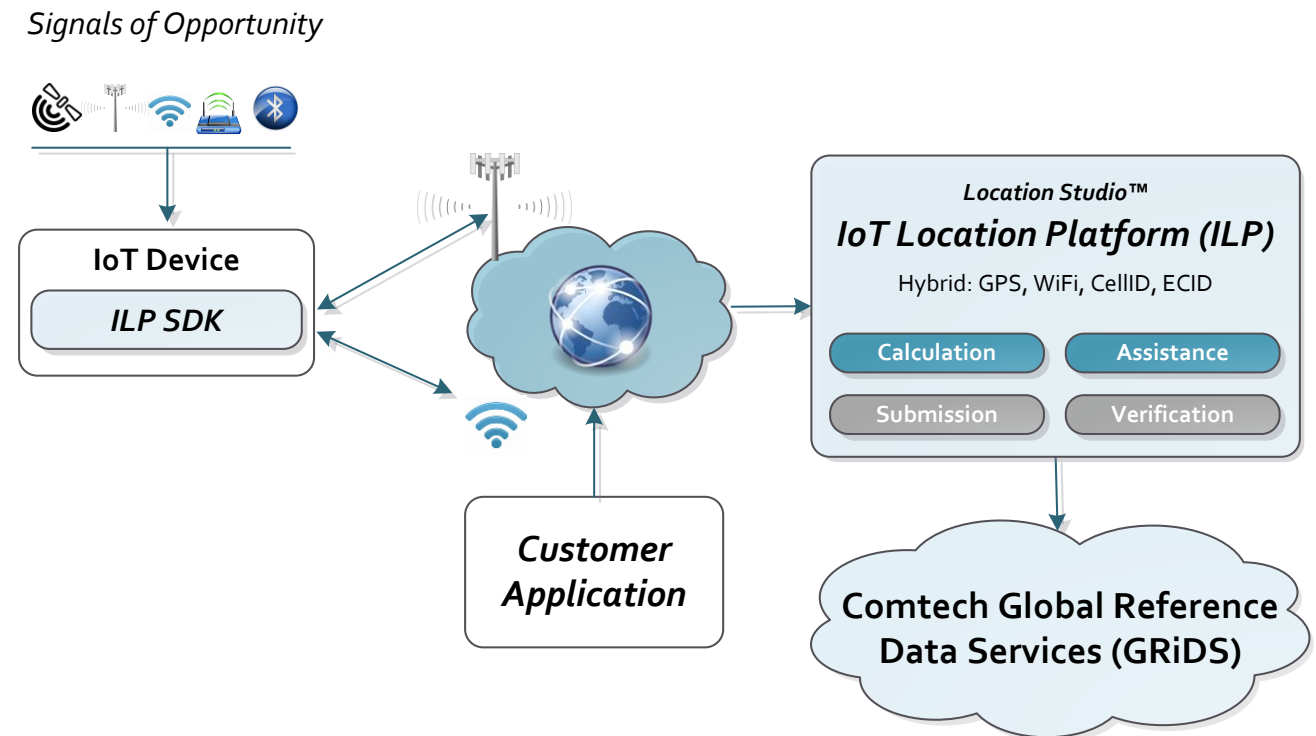 Signals of Opportunity
IoT Device
ILP SDK
Customer
Application
Location Studio™
IoT Location Platform (ILP)
Hybrid: GPS, WiFi, CellID, ECID
Calculation
Assistance
Submission
Verification
Comtech Global Reference
Data Services (GRiDS)